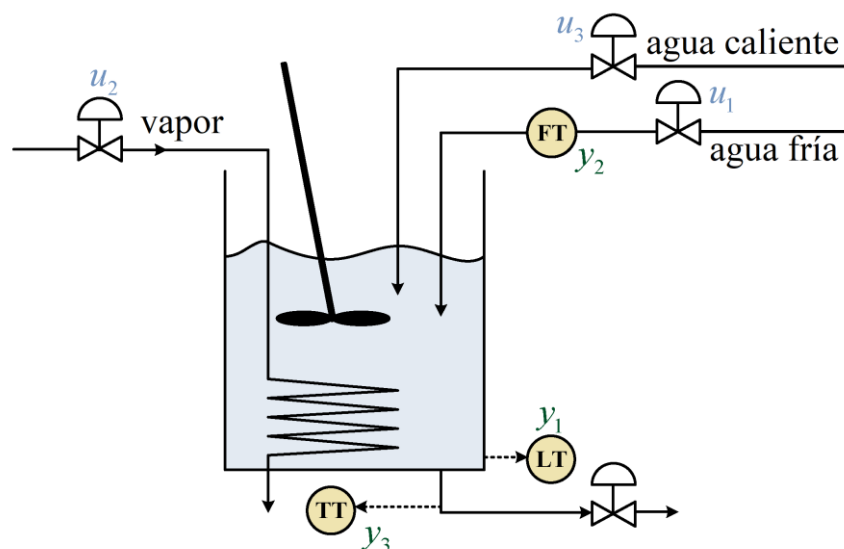 u3
agua caliente
u2
u1
vapor
FT
agua fría
y2
y1
LT
TT
y3